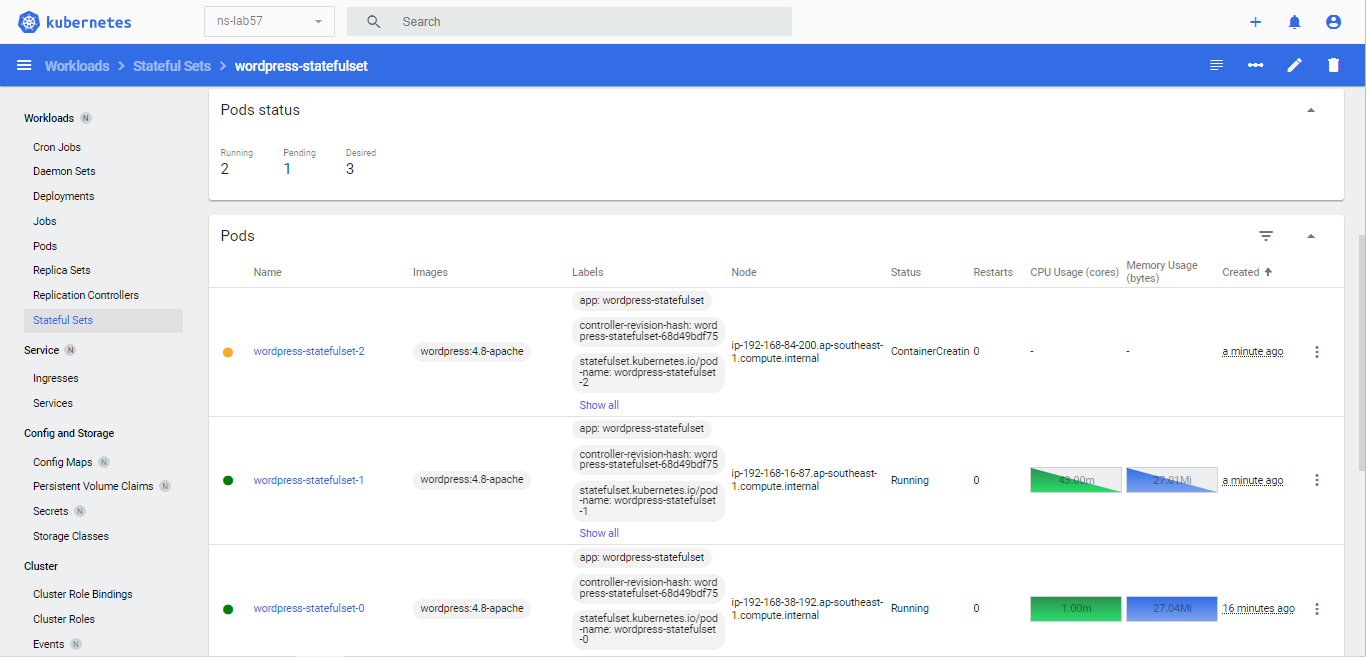 kubernetes
ns-lab57
Search
Workloads > Stateful Sets > wordpress-statefulset
Workloads N
Cron Jobs
Daemon Sets
Deployments
Jobs
Pods
Replica Sets
Replication Controllers
Stateful Sets
Service N
Ingresses
Services
Config and Storage
Config Maps N
Persistent Volume Claims N
Secrets N
Storage Classes
Cluster
Cluster Role Bindings
Cluster Roles
Events N
Pods status
Running Pending Desired
2 1 3
Pods
Name Images Labels Node Status Restarts CPU Usage (cores) Memory Usage (bytes) Created
wordpress-statefulset-2
wordpress:4.8-apache
app: wordpress-statefulset
controller-revision-hash: word
press-statefulset-68d49bdf75
statefulset.kubernetes.io/pod
-name: wordpress-statefulset
-2
Show all
ip-192-168-84-200.ap-southeast-
1.compute.internal
ContainerCreatin 0 - - a minute ago
wordpress-statefulset-1
wordpress:4.8-apache
app: wordpress-statefulset
controller-revision-hash: word
press-statefulset-68d49bdf75
statefulset.kubernetes.io/pod
-name: wordpress-statefulset
-1
Show all
ip-192-168-16-87.ap-southeast-
1.compute.internal
Running 0 43.00m 27.01Mi a minute ago
wordpress-statefulset-0
wordpress:4.8-apache
app: wordpress-statefulset
controller-revision-hash: word
press-statefulset-68d49bdf75
statefulset.kubernetes.io/pod
-name: wordpress-statefulset
-0
ip-192-168-38-192.ap-southeast-
1.compute.internal
Running 0 1.00m 27.04Mi 16 minutes ago